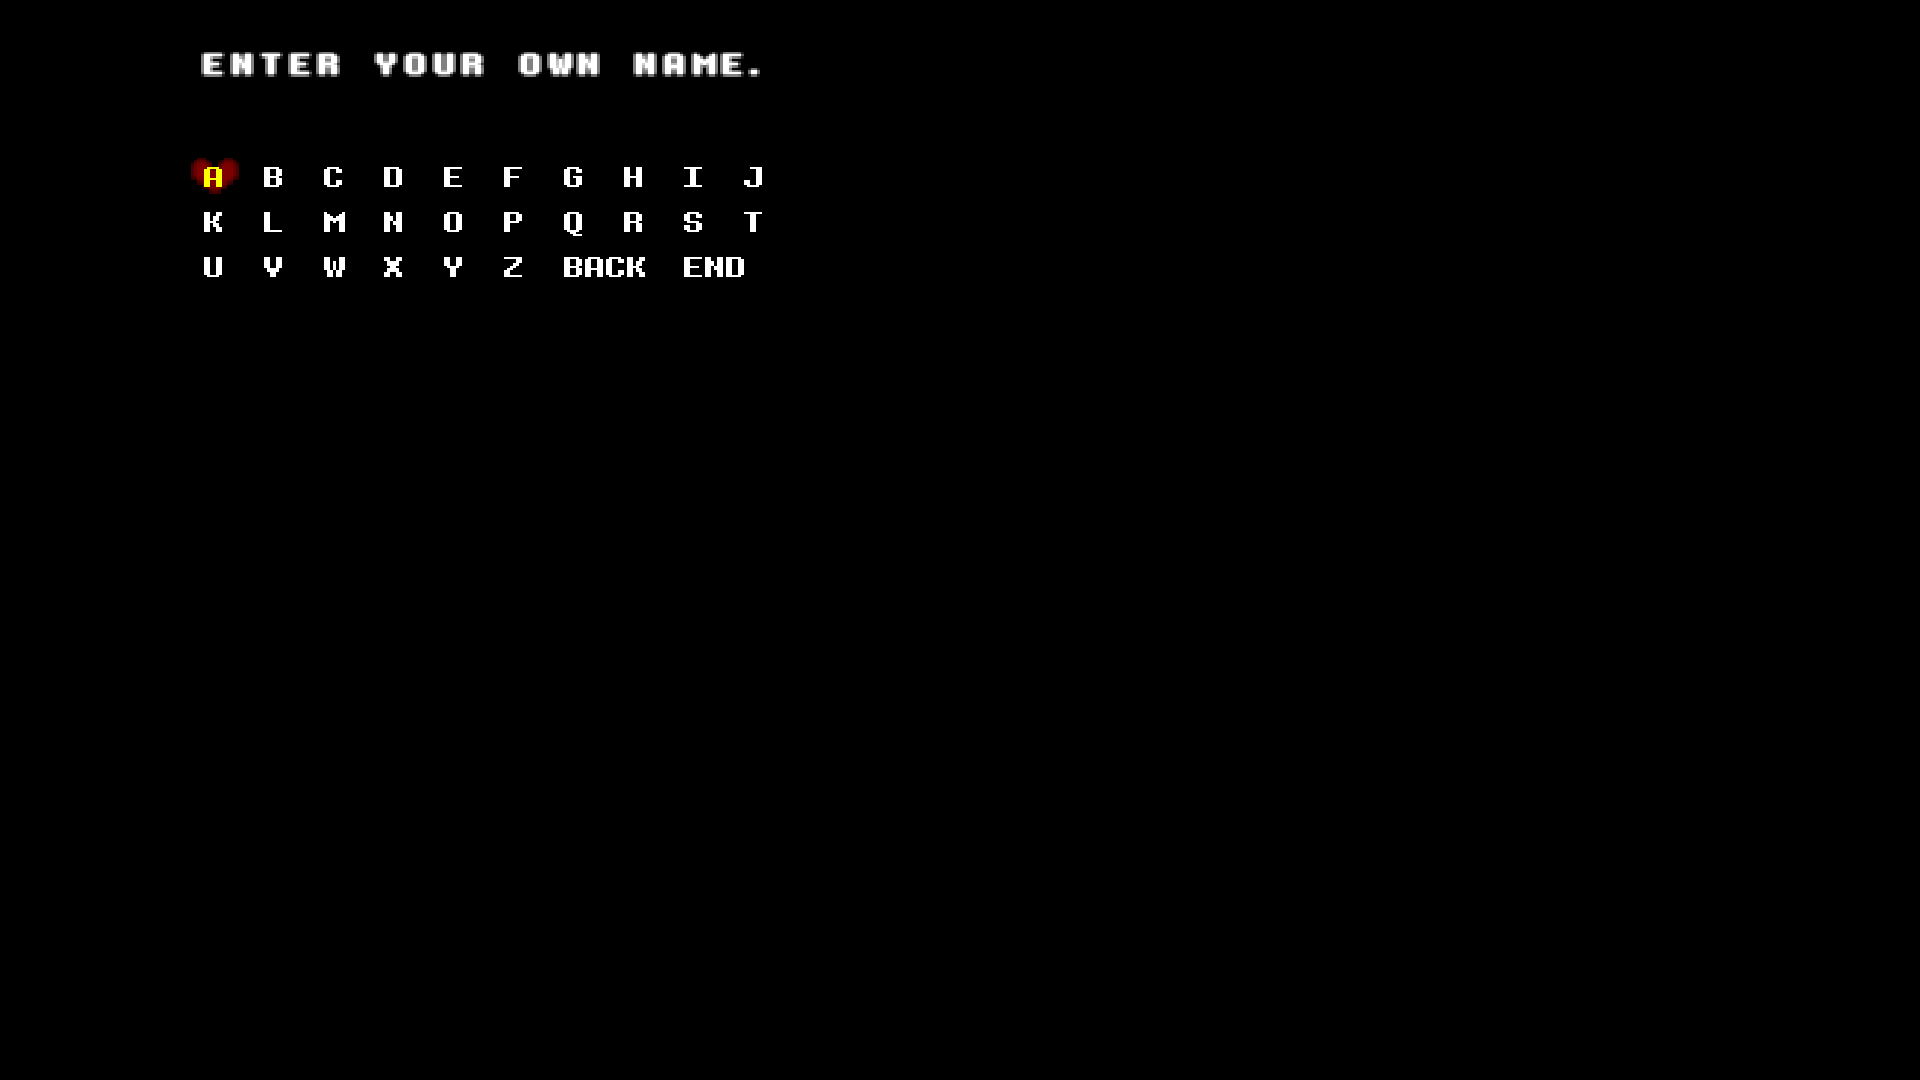 ENTER YOUR OWN NAME.
A B C D E F G H I J
K L M N O P Q R S T
U V W X Y Z BACK END